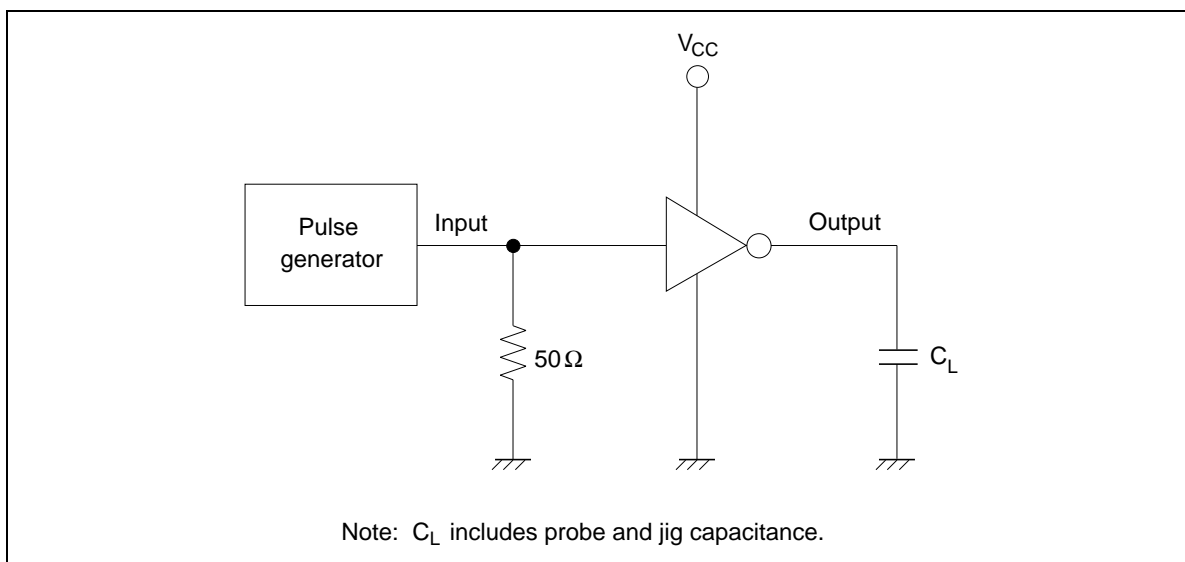 VCC
Pulse
generator
Input
Output
50Ω
CL
Note: CL includes probe and jig capacitance.